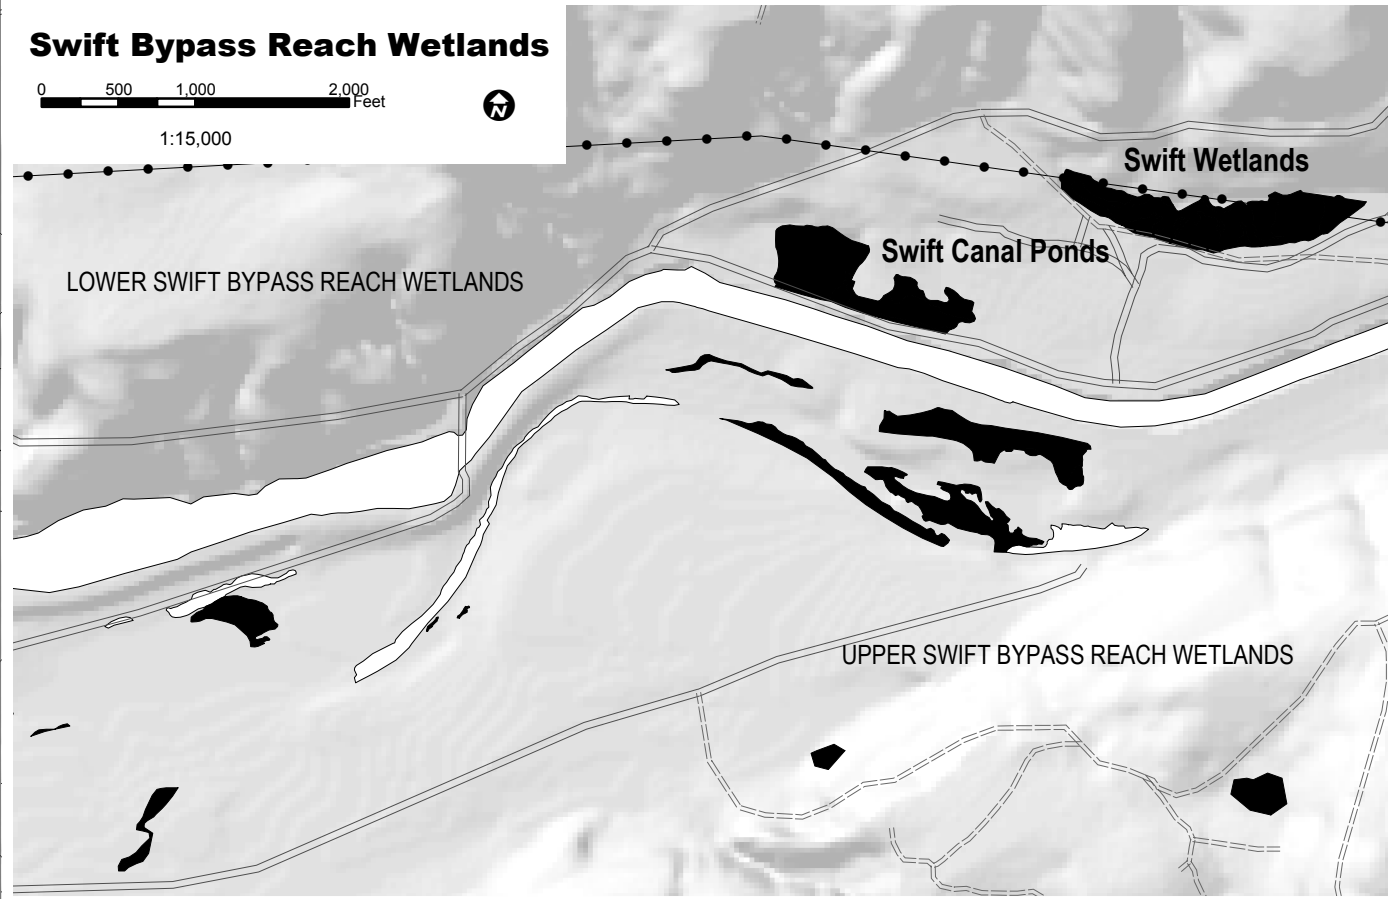 Swift Bypass Reach Wetlands
0 500 1,000 2,000
Feet
N
1:15,000
Swift Wetlands
Swift Canal Ponds
LOWER SWIFT BYPASS REACH WETLANDS
UPPER SWIFT BYPASS REACH WETLANDS